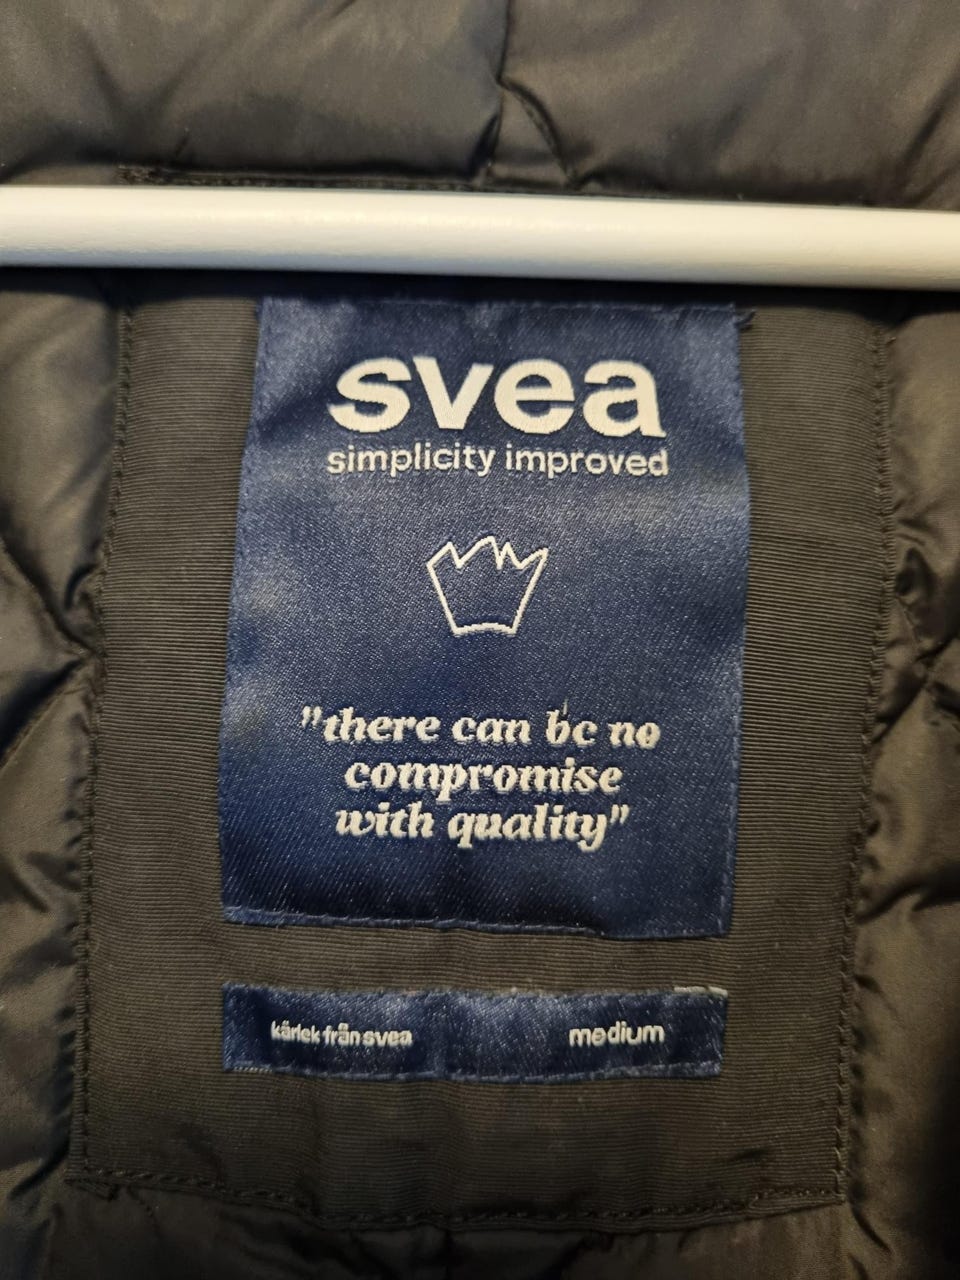 svea
simplicity improved
"there can be no
compromise
with quality"
kärlek från svea
medium